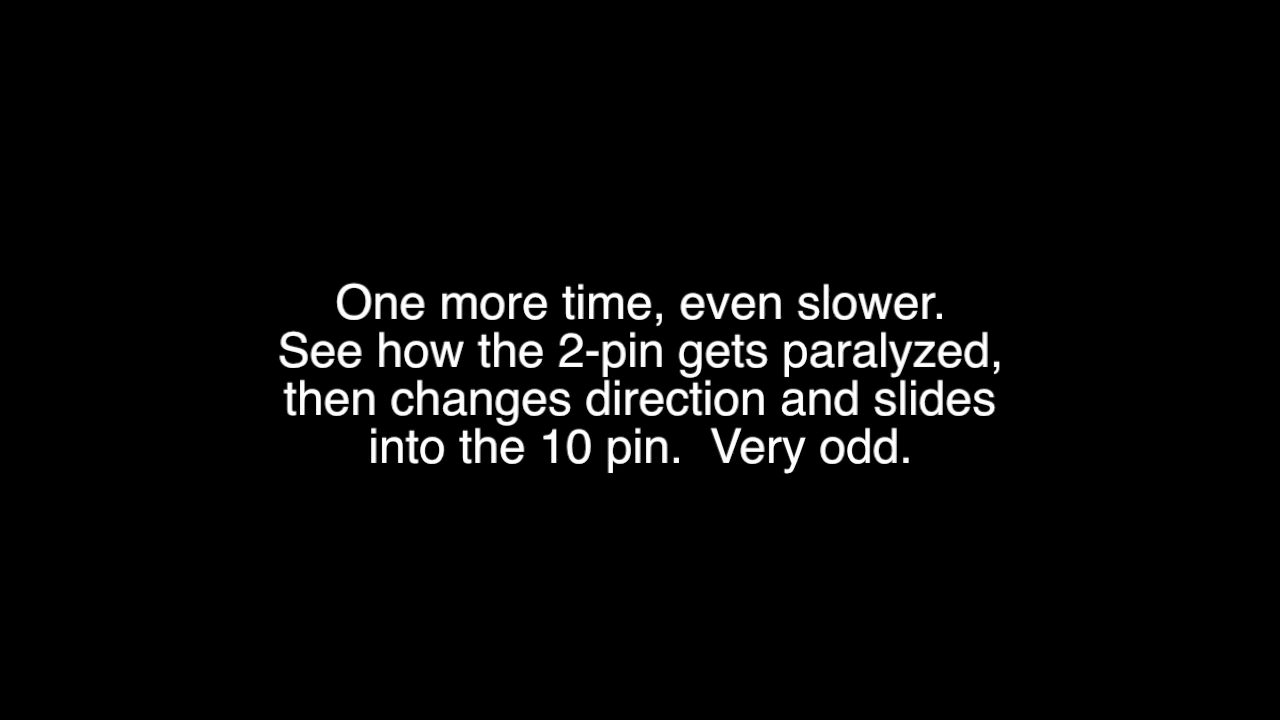 One more time, even slower.
See how the 2-pin gets paralyzed,
then changes direction and slides
into the 10 pin.  Very odd.